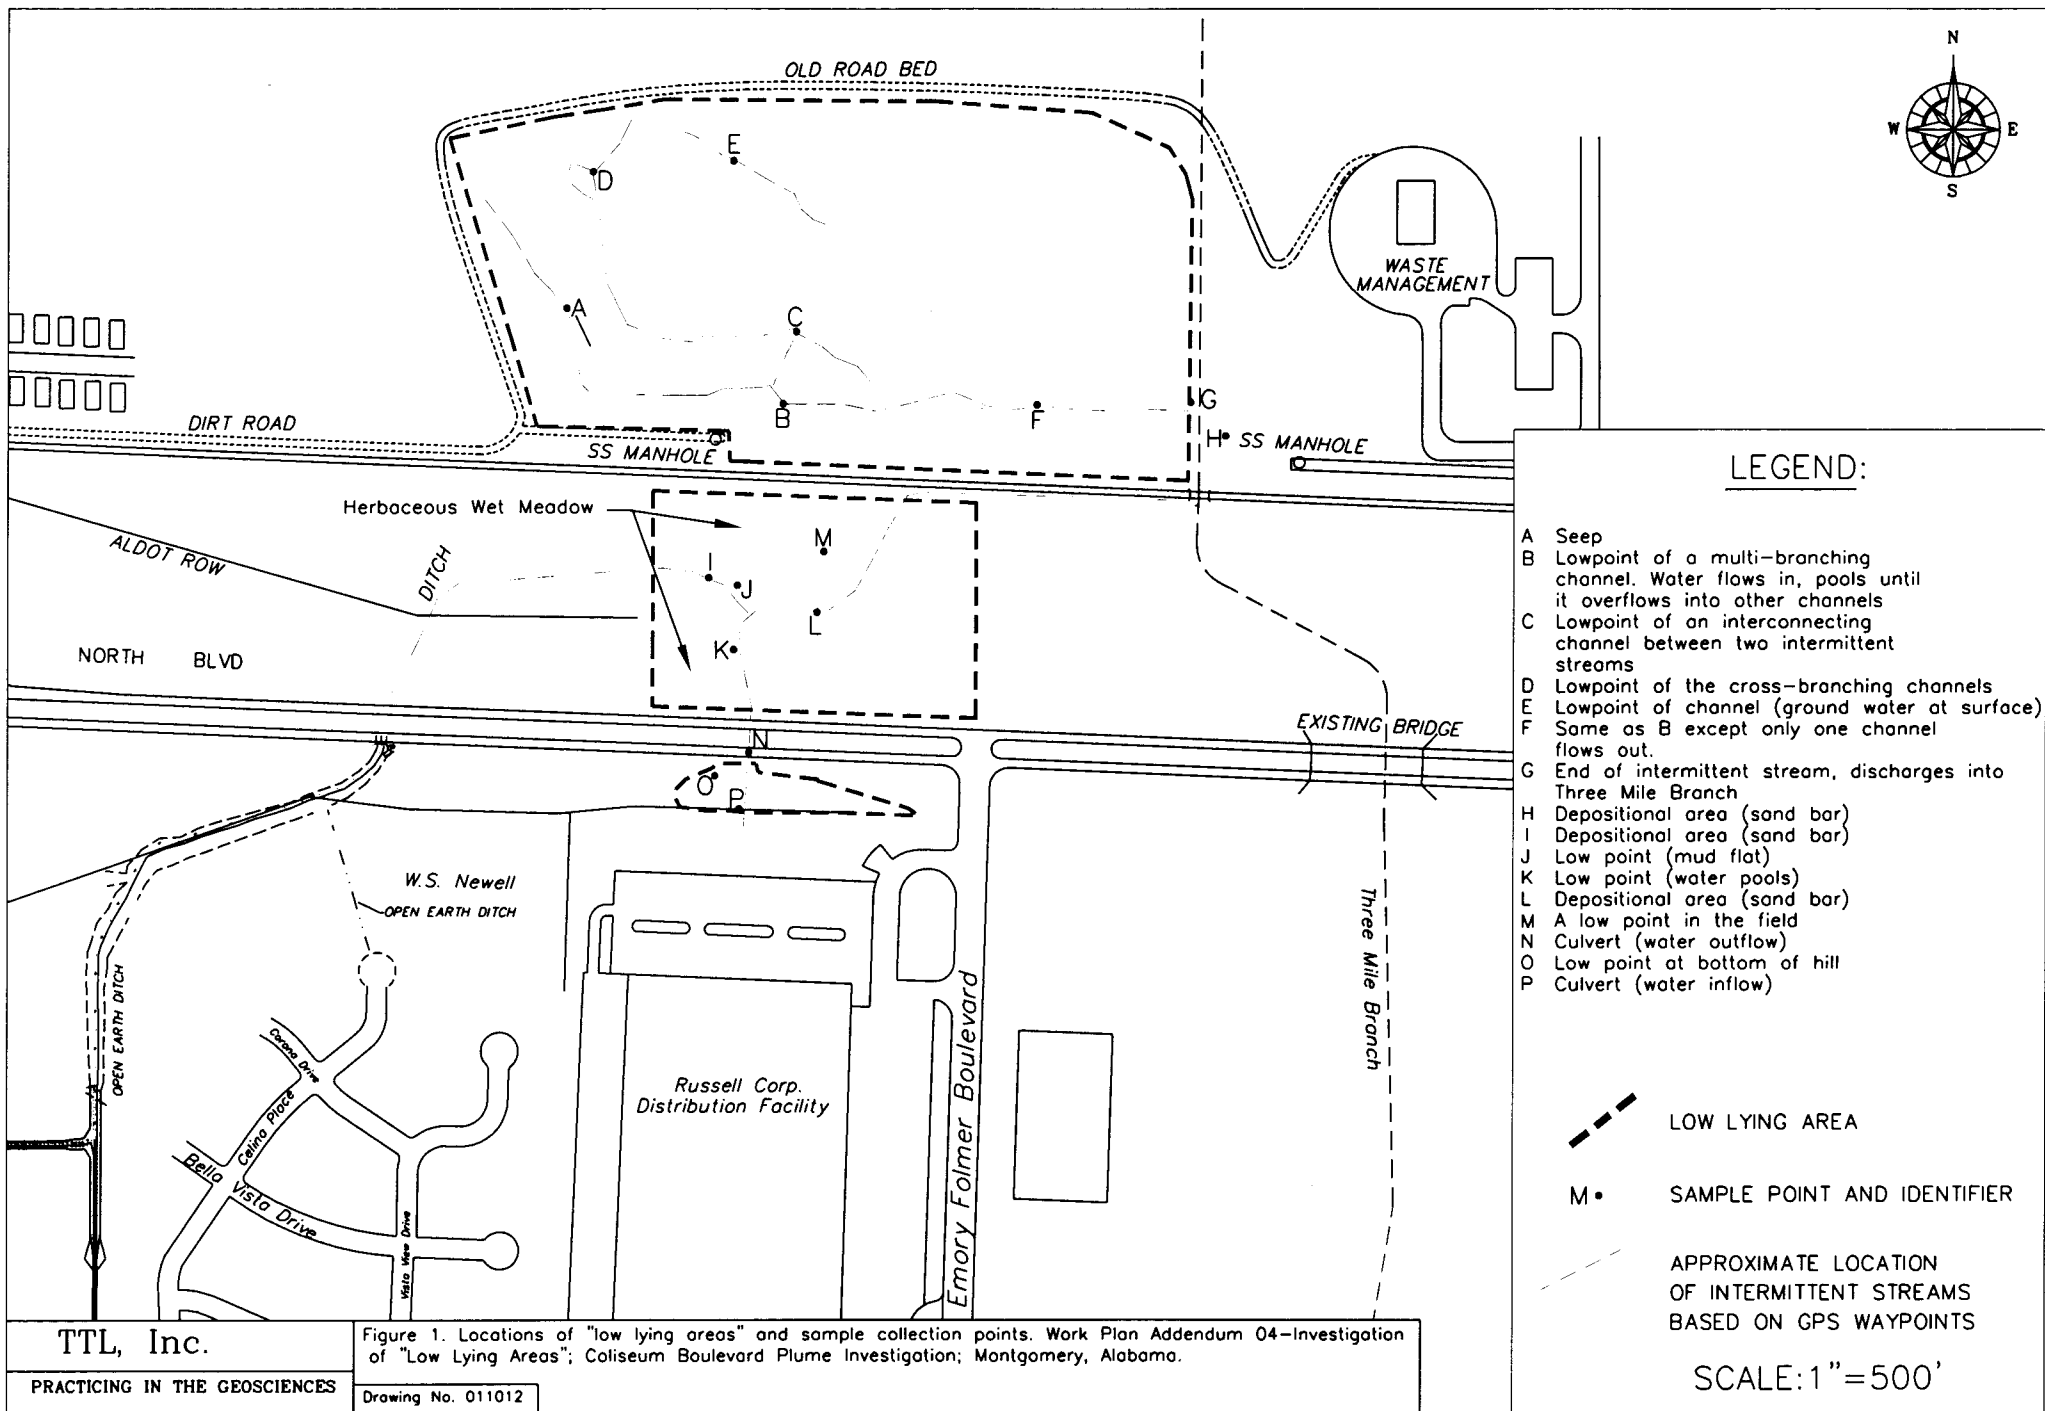 OLD ROAD BED
N
W
E
S
E
D
WASTE
MANAGEMENT
A
C
B
F
G
DIRT ROAD
H
SS MANHOLE
SS MANHOLE
Herbaceous Wet Meadow
ALDOT ROW
DITCH
M
I
J
L
K
NORTH BLVD
EXISTING BRIDGE
N
O
P
W.S. Newell
OPEN EARTH DITCH
OPEN EARTH DITCH
Three Mile Branch
Emory Folmer Boulevard
Russell Corp.
Distribution Facility
Corona Drive
Celina Place
Bella Vista Drive
Vista View Drive
LEGEND:
A Seep
B Lowpoint of a multi-branching
channel. Water flows in, pools until
it overflows into other channels
C Lowpoint of an interconnecting
channel between two intermittent
streams
D Lowpoint of the cross-branching channels
E Lowpoint of channel (ground water at surface)
F Same as B except only one channel
flows out.
G End of intermittent stream, discharges into
Three Mile Branch
H Depositional area (sand bar)
I Depositional area (sand bar)
J Low point (mud flat)
K Low point (water pools)
L Depositional area (sand bar)
M A low point in the field
N Culvert (water outflow)
O Low point at bottom of hill
P Culvert (water inflow)
LOW LYING AREA
M• SAMPLE POINT AND IDENTIFIER
APPROXIMATE LOCATION
OF INTERMITTENT STREAMS
BASED ON GPS WAYPOINTS
SCALE:1"=500'
TTL, Inc.
PRACTICING IN THE GEOSCIENCES
Figure 1. Locations of "low lying areas" and sample collection points. Work Plan Addendum 04-Investigation
of "Low Lying Areas"; Coliseum Boulevard Plume Investigation; Montgomery, Alabama.
Drawing No. 011012